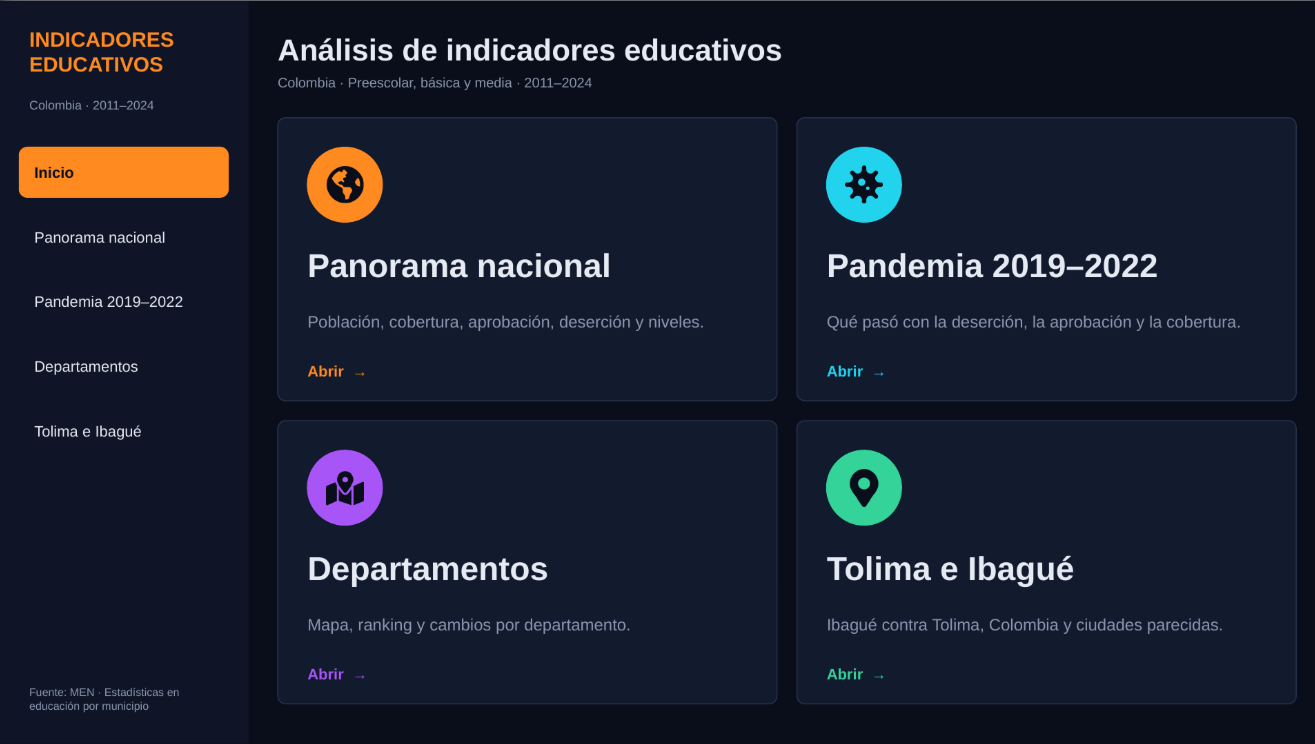 INDICADORES
EDUCATIVOS
Colombia · 2011–2024
Inicio
Panorama nacional
Pandemia 2019–2022
Departamentos
Tolima e Ibagué
Fuente: MEN · Estadísticas en
educación por municipio
Análisis de indicadores educativos
Colombia · Preescolar, básica y media · 2011–2024
Panorama nacional
Población, cobertura, aprobación, deserción y niveles.
Abrir →
Pandemia 2019–2022
Qué pasó con la deserción, la aprobación y la cobertura.
Abrir →
Departamentos
Mapa, ranking y cambios por departamento.
Abrir →
Tolima e Ibagué
Ibagué contra Tolima, Colombia y ciudades parecidas.
Abrir →